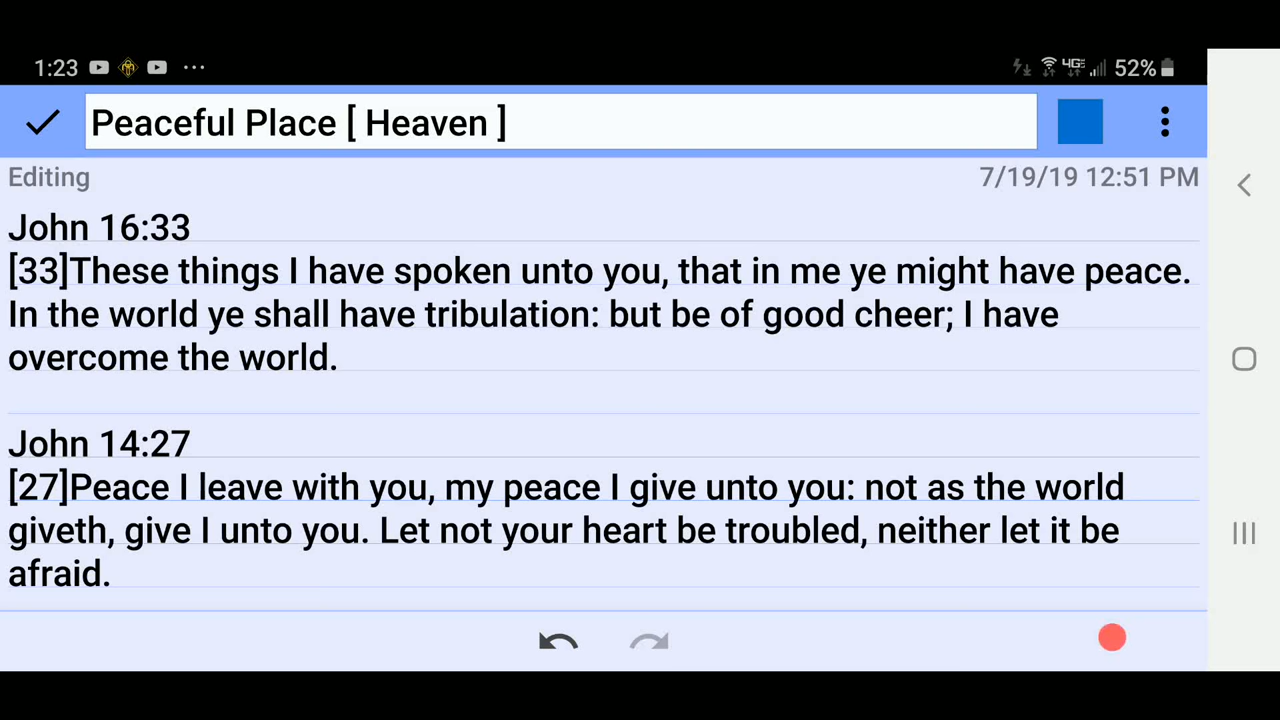 1:23 ... 4GE 52%
Peaceful Place [ Heaven ]
Editing 7/19/19 12:51 PM
John 16:33
[33]These things I have spoken unto you, that in me ye might have peace.
In the world ye shall have tribulation: but be of good cheer; I have
overcome the world.
John 14:27
[27]Peace I leave with you, my peace I give unto you: not as the world
giveth, give I unto you. Let not your heart be troubled, neither let it be
afraid.